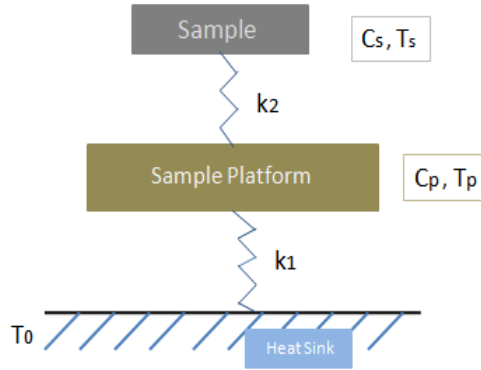 Sample
Cs, Ts
k2
Sample Platform
Cp, Tp
k1
T0
Heat Sink